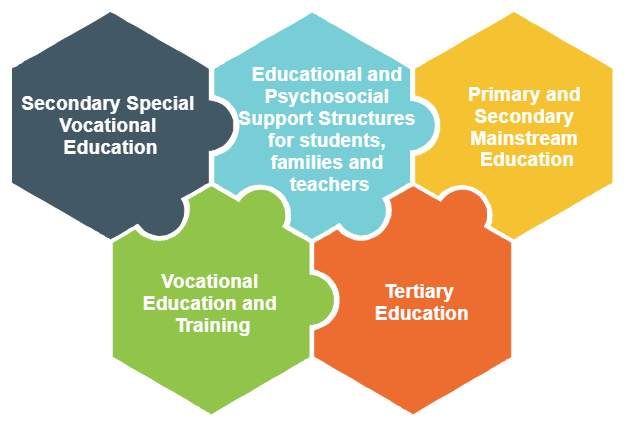 Secondary Special
Vocational
Education
Educational and
Psychosocial
Support Structures
for students,
families and
teachers
Primary and
Secondary
Mainstream
Education
Vocational
Education and
Training
Tertiary
Education